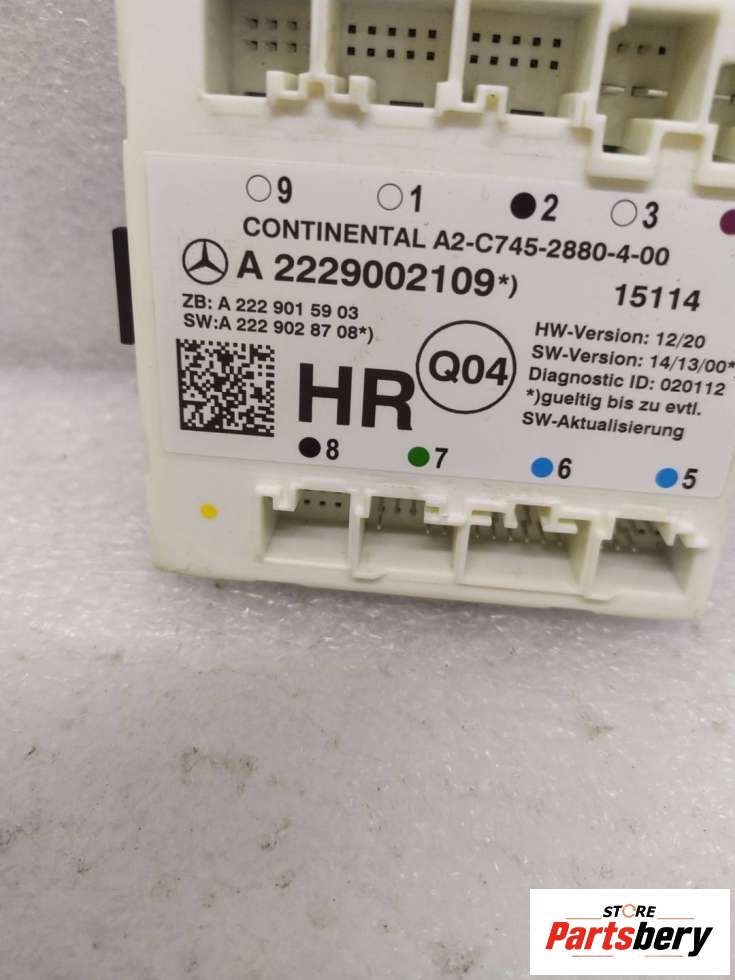 9 1 2 3
CONTINENTAL A2-C745-2880-4-00
A 2229002109*)
15114
ZB: A 222 901 59 03
SW:A 222 902 87 08*)
HR
Q04
HW-Version: 12/20
SW-Version: 14/13/00*
Diagnostic ID: 020112
*)gueltig bis zu evtl.
SW-Aktualisierung
8 7 6 5
STORE
Partsbery